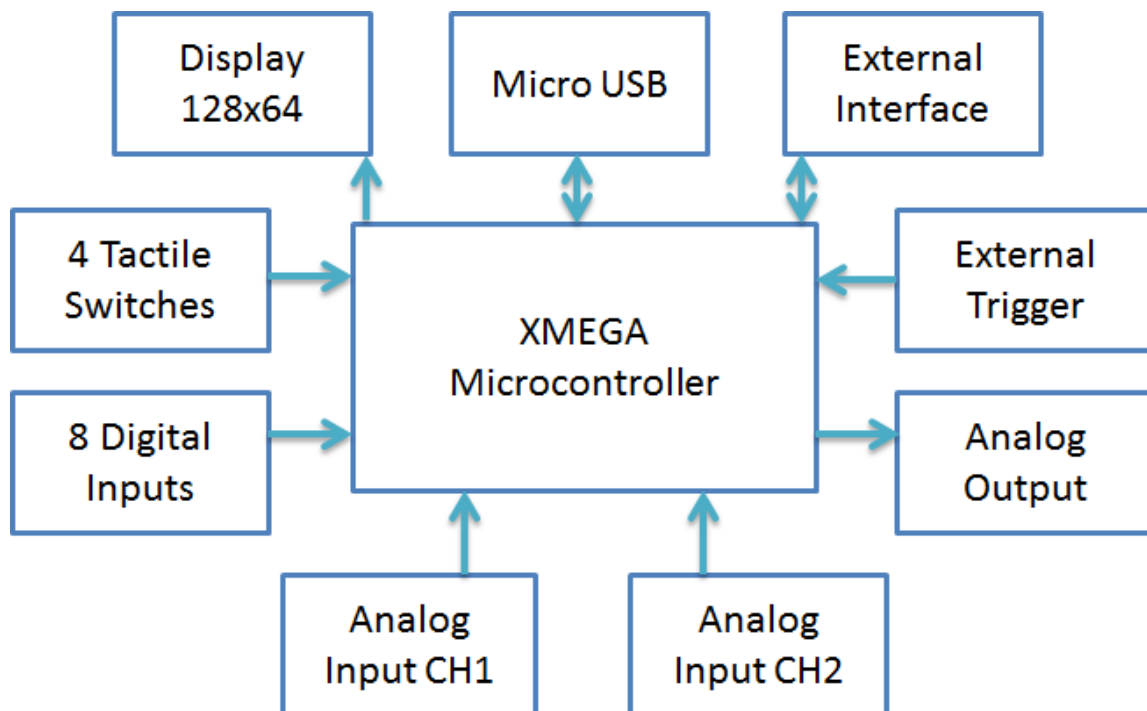 Display
128x64
Micro USB
External
Interface
4 Tactile
Switches
XMEGA
Microcontroller
External
Trigger
8 Digital
Inputs
Analog
Output
Analog
Input CH1
Analog
Input CH2